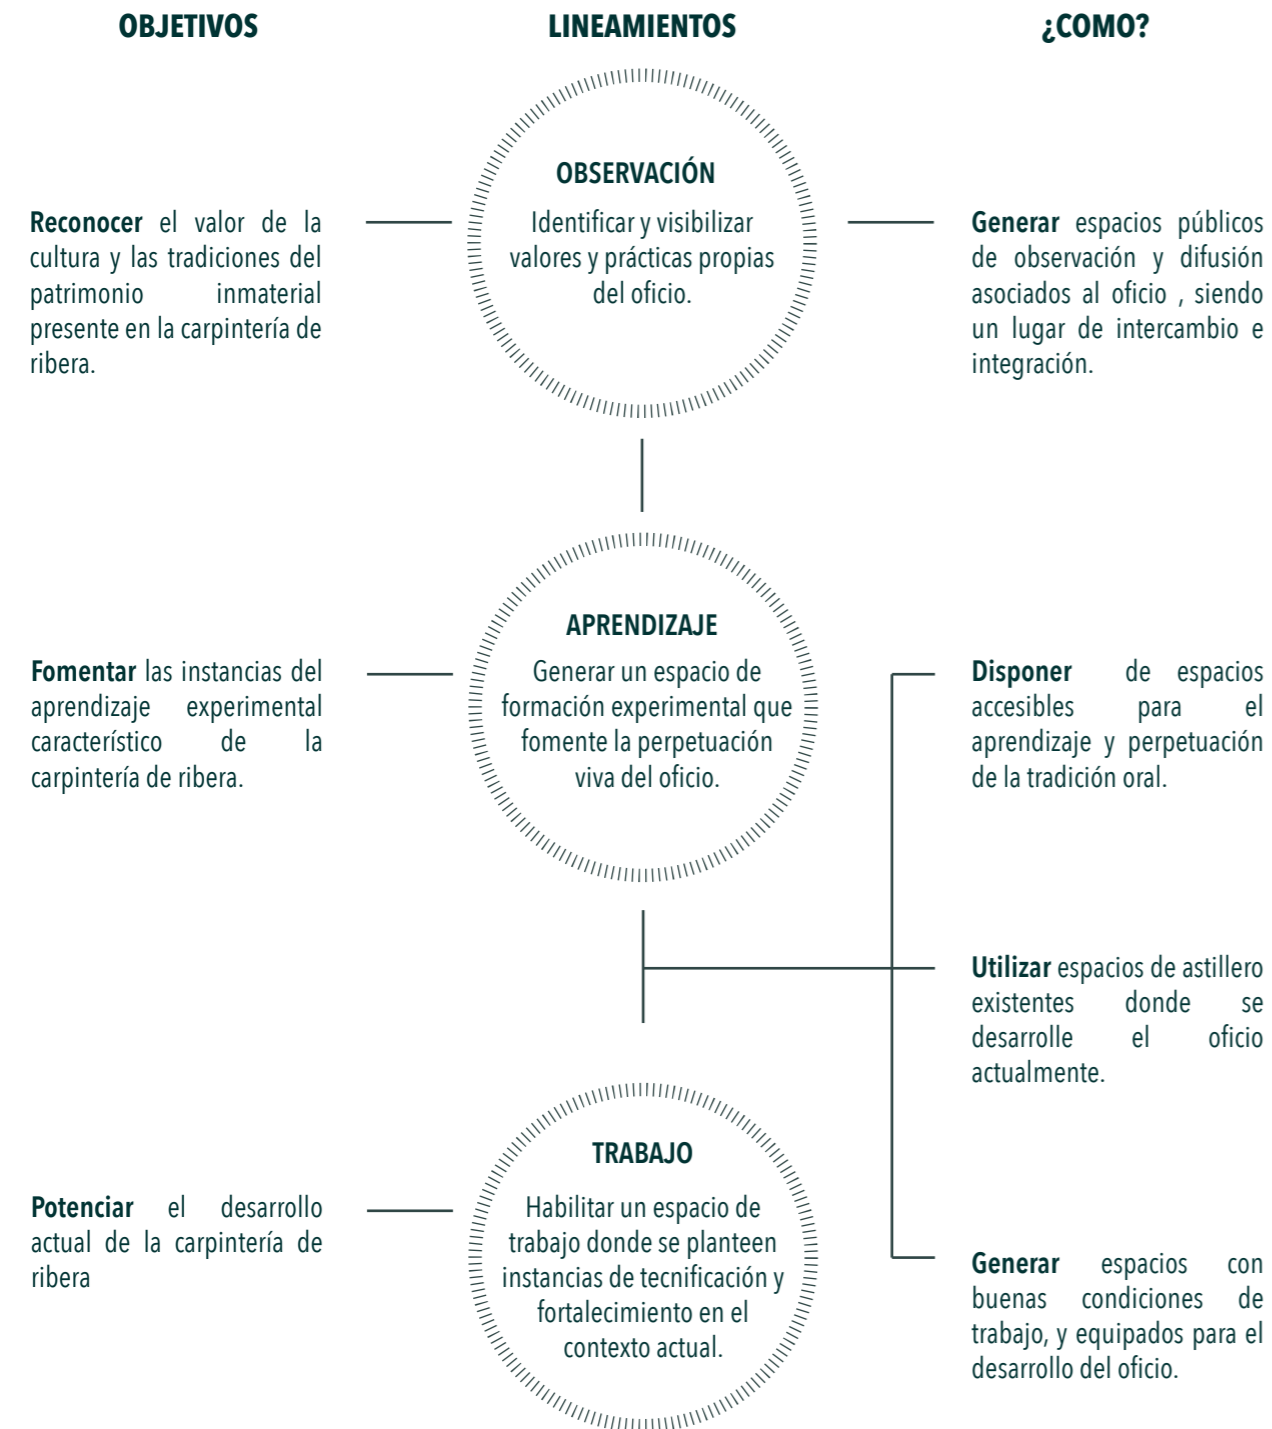 OBJETIVOS
LINEAMIENTOS
¿COMO?
Reconocer el valor de la
cultura y las tradiciones del
patrimonio inmaterial
presente en la carpintería de
ribera.
OBSERVACIÓN
Identificar y visibilizar
valores y prácticas propias
del oficio.
Generar espacios públicos
de observación y difusión
asociados al oficio , siendo
un lugar de intercambio e
integración.
Fomentar las instancias del
aprendizaje experimental
característico de la
carpintería de ribera.
APRENDIZAJE
Generar un espacio de
formación experimental que
fomente la perpetuación
viva del oficio.
Disponer de espacios
accesibles para el
aprendizaje y perpetuación
de la tradición oral.
Utilizar espacios de astillero
existentes donde se
desarrolle el oficio
actualmente.
Potenciar el desarrollo
actual de la carpintería de
ribera
TRABAJO
Habilitar un espacio de
trabajo donde se planteen
instancias de tecnificación y
fortalecimiento en el
contexto actual.
Generar espacios con
buenas condiciones de
trabajo, y equipados para el
desarrollo del oficio.